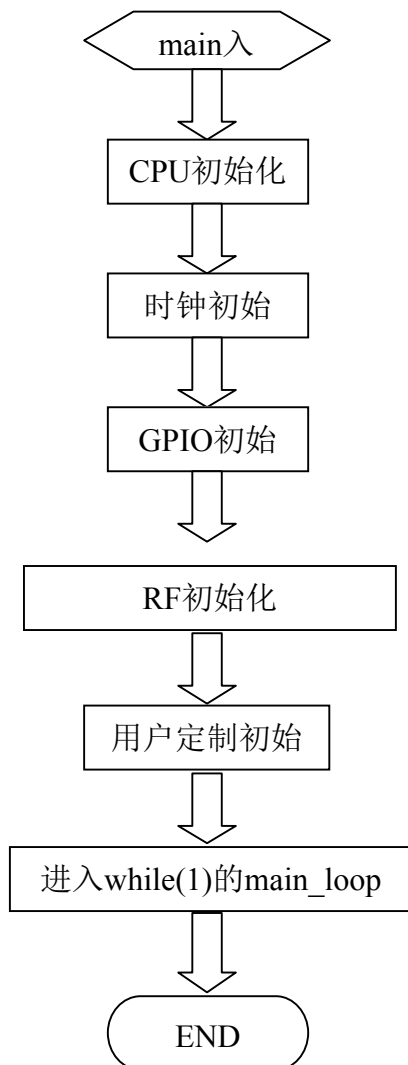 main入
CPU初始化
时钟初始
GPIO初始
RF初始化
用户定制初始
进入while(1)的main_loop
END